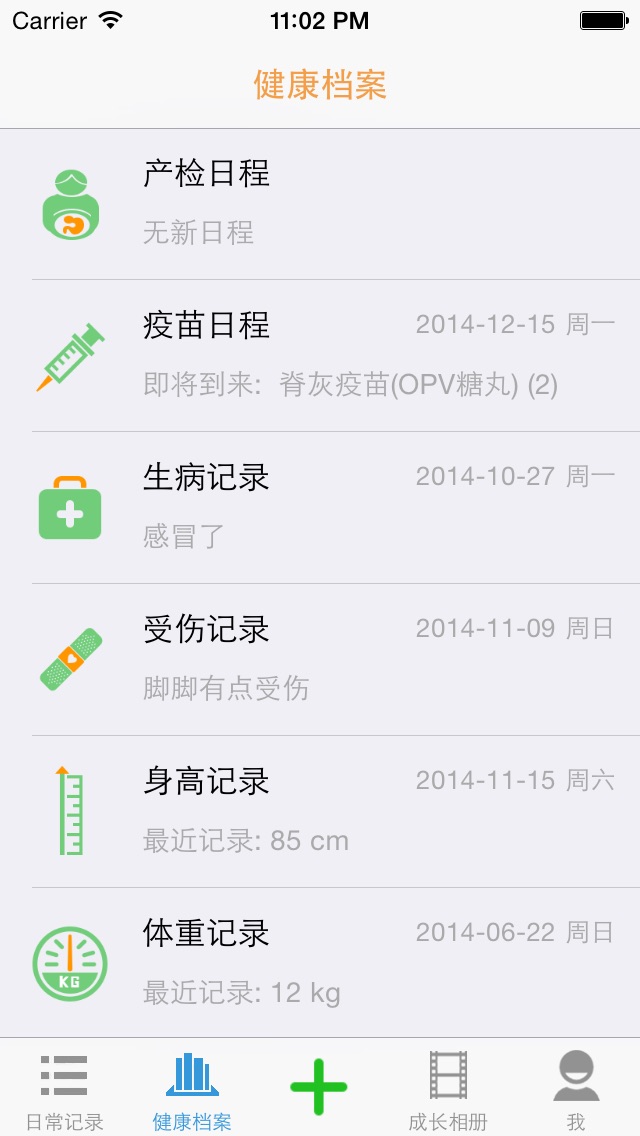 Carrier 11:02 PM
健康档案
产检日程
无新日程
疫苗日程 2014-12-15 周一
即将到来: 脊灰疫苗(OPV糖丸) (2)
生病记录 2014-10-27 周一
感冒了
受伤记录 2014-11-09 周日
脚脚有点受伤
身高记录 2014-11-15 周六
最近记录: 85 cm
体重记录 2014-06-22 周日
KG
最近记录: 12 kg
日常记录 健康档案 成长相册 我